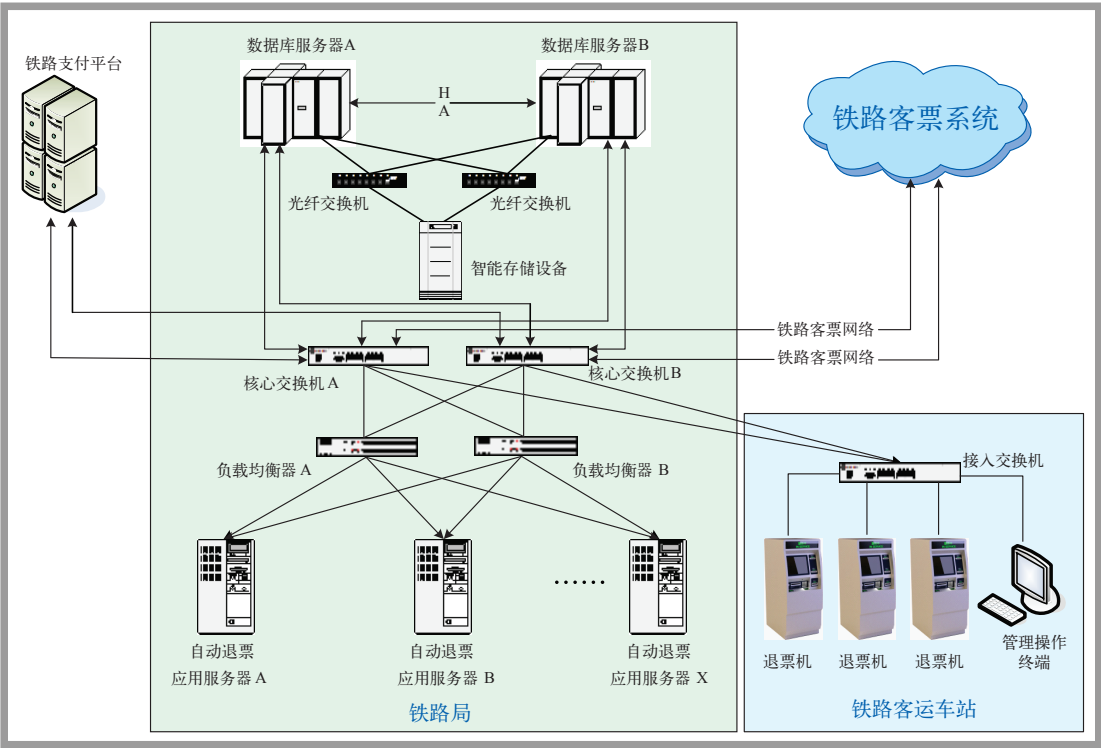 铁路支付平台
数据库服务器A
数据库服务器B
H
A
铁路客票系统
光纤交换机
光纤交换机
智能存储设备
铁路客票网络
铁路客票网络
核心交换机 A
核心交换机 B
负载均衡器 A
负载均衡器 B
接入交换机
······
自动退票
应用服务器 A
自动退票
应用服务器 B
自动退票
应用服务器 X
铁路局
退票机
退票机
退票机
管理操作
终端
铁路客运车站